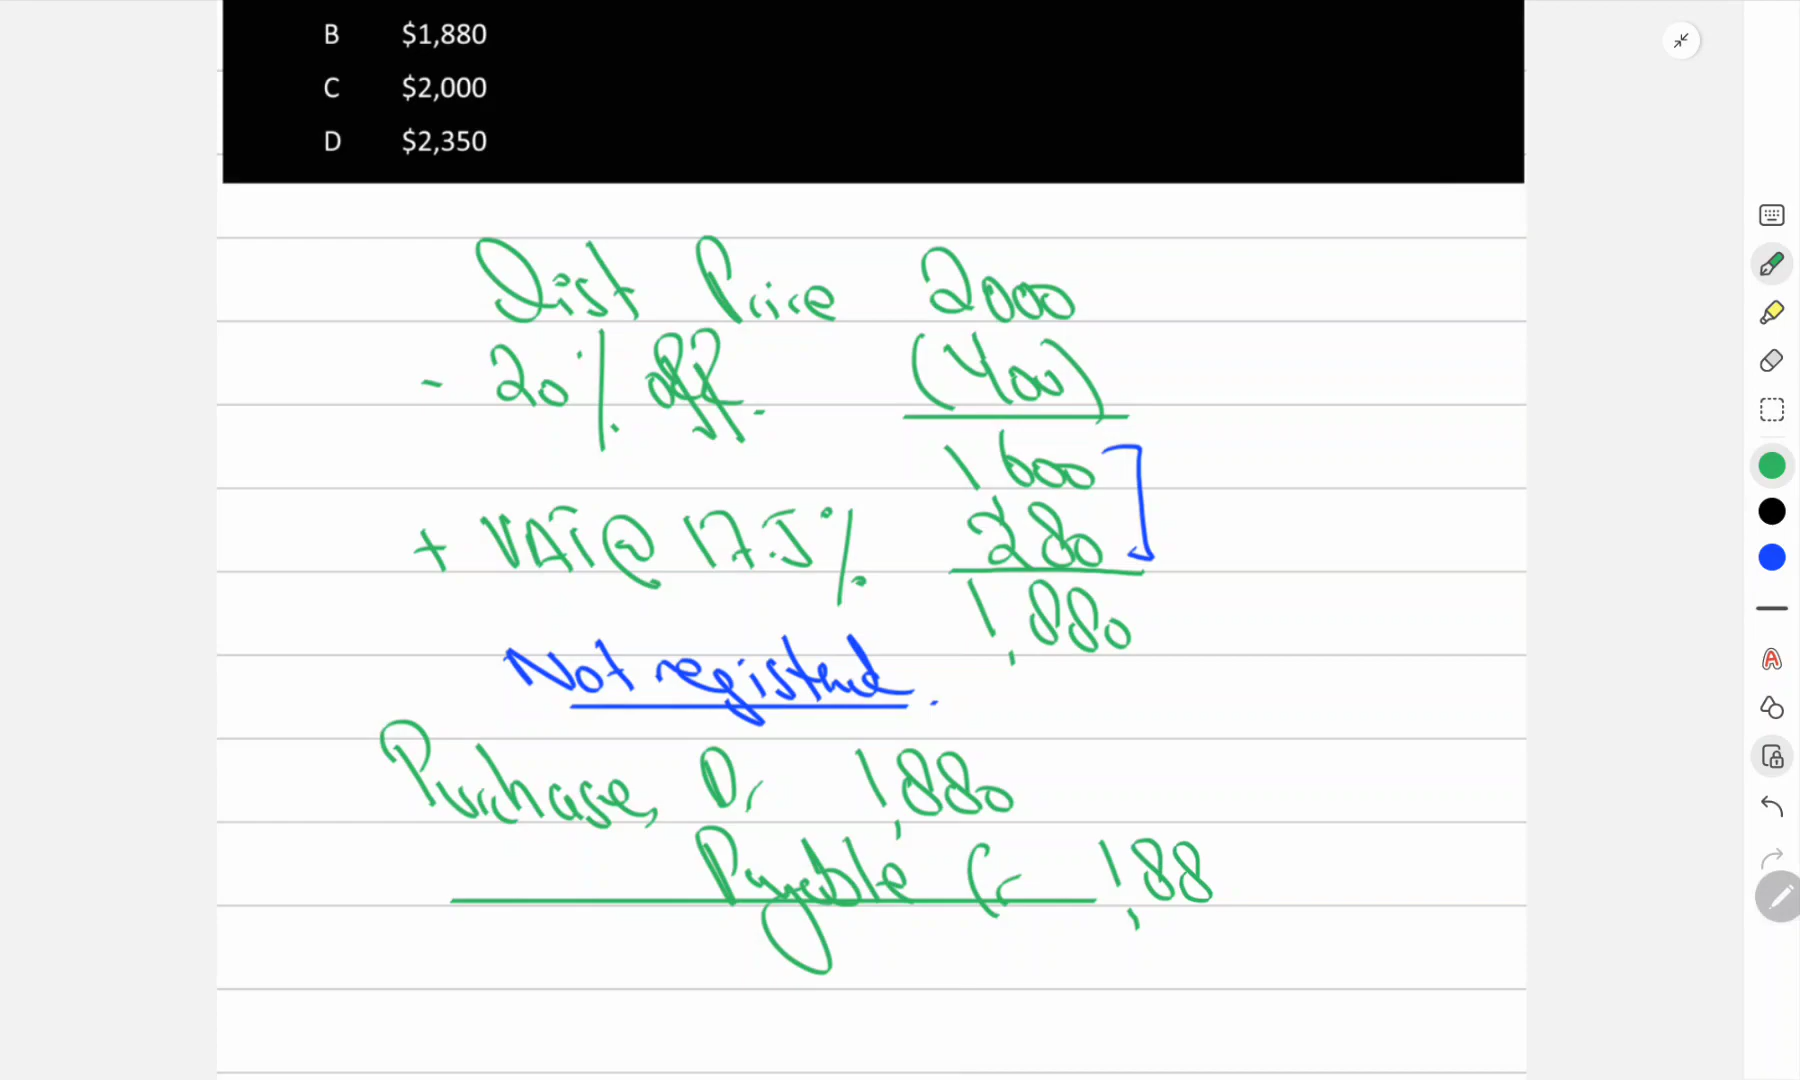 B $1,880
C $2,000
D $2,350
List Price 2000
- 20% off. (400)
1600
+ VAT@ 17.5% 280
1,880
Not registred.
Purchase Dr 1,880
Payable Cr 1,88